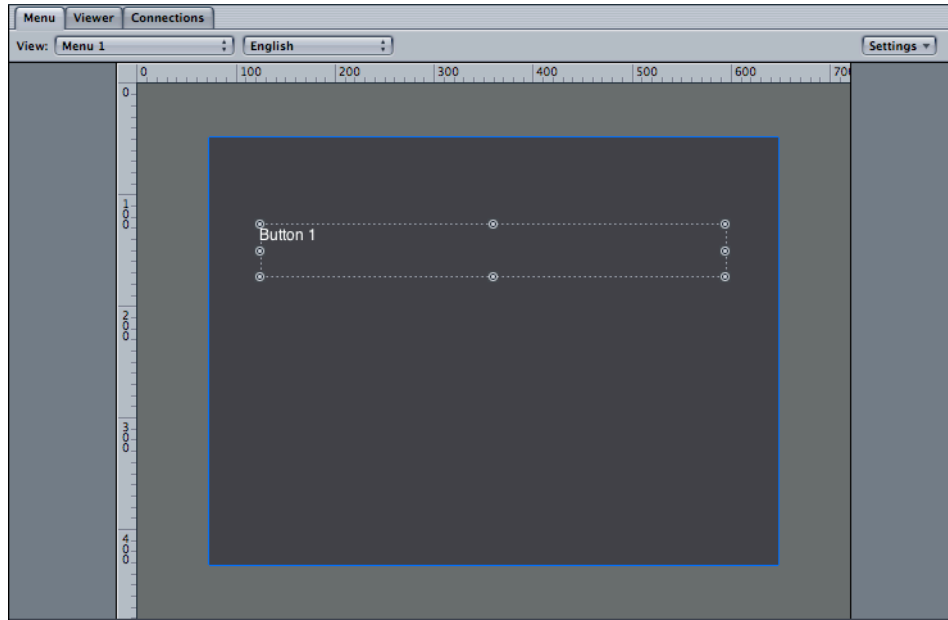 Menu Viewer Connections
View: Menu 1 English Settings
0 100 200 300 400 500 600 700
0
100
Button 1
200
300
400